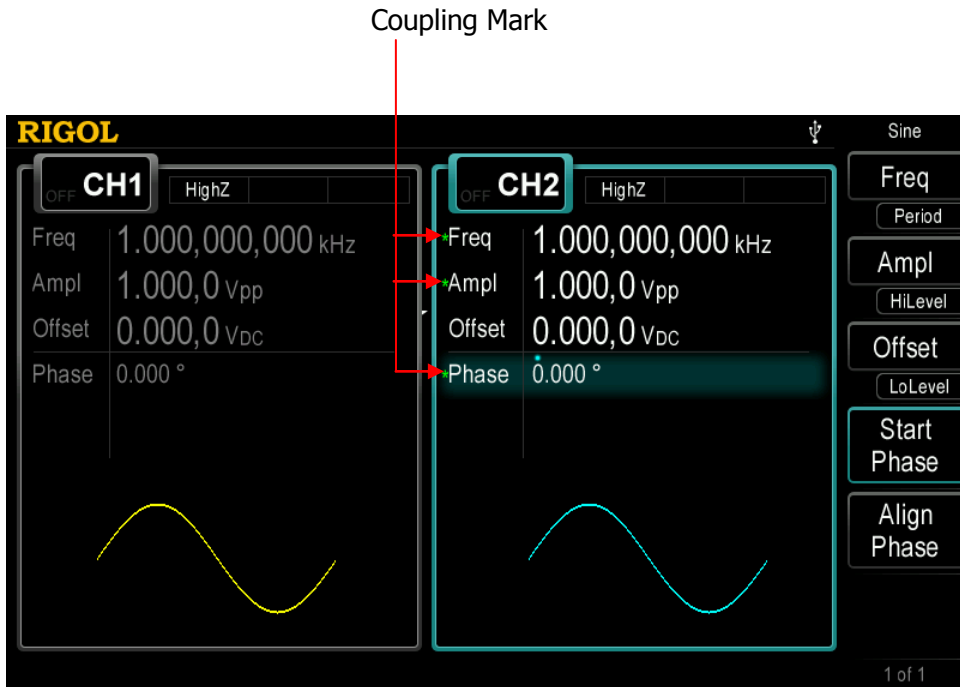 Coupling Mark
RIGOL
Sine
OFF CH1 HighZ
Freq 1.000,000,000 kHz
Ampl 1.000,0 Vpp
Offset 0.000,0 VDC
Phase 0.000 °
OFF CH2 HighZ
*Freq 1.000,000,000 kHz
*Ampl 1.000,0 Vpp
Offset 0.000,0 VDC
*Phase 0.000 °
Freq
Period
Ampl
HiLevel
Offset
LoLevel
Start
Phase
Align
Phase
1 of 1